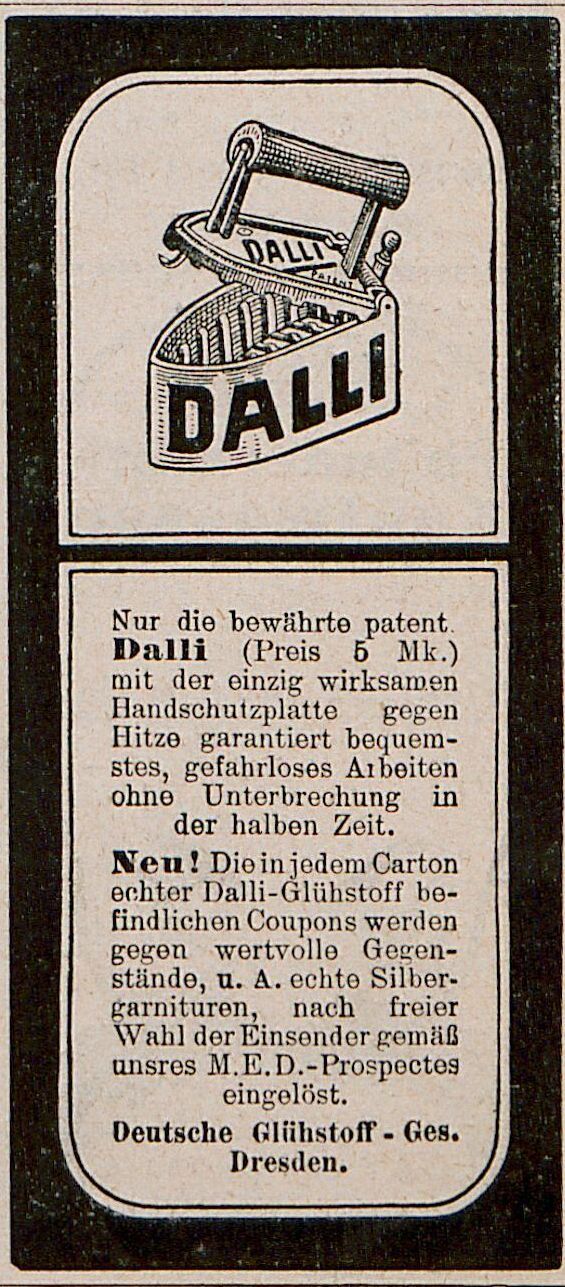 DALLI
PATENT
DALLI
Nur die bewährte patent.
Dalli (Preis 5 Mk.)
mit der einzig wirksamen
Handschutzplatte gegen
Hitze garantiert bequem-
stes, gefahrloses Arbeiten
ohne Unterbrechung in
der halben Zeit.
Neu! Die in jedem Carton
echter Dalli-Glühstoff be-
findlichen Coupons werden
gegen wertvolle Gegen-
stände, u. A. echte Silber-
garnituren, nach freier
Wahl der Einsender gemäß
unsres M.E.D.-Prospectes
eingelöst.
Deutsche Glühstoff-Ges.
Dresden.